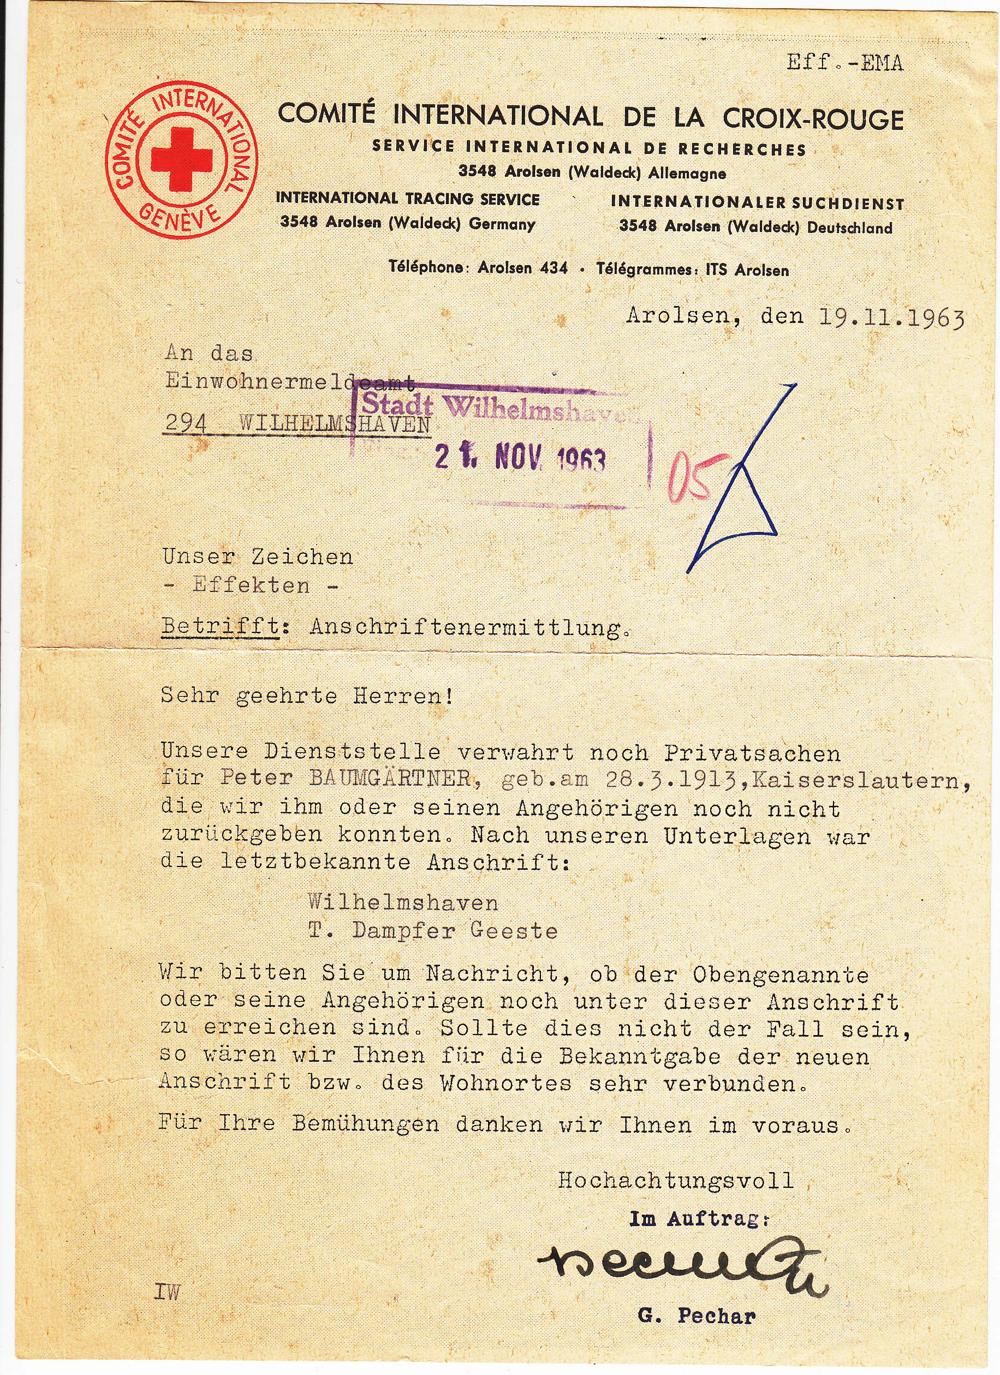 Eff.-EMA
COMITÉ INTERNATIONAL
GENÈVE
COMITÉ INTERNATIONAL DE LA CROIX-ROUGE
SERVICE INTERNATIONAL DE RECHERCHES
3548 Arolsen (Waldeck) Allemagne
INTERNATIONAL TRACING SERVICE
3548 Arolsen (Waldeck) Germany
INTERNATIONALER SUCHDIENST
3548 Arolsen (Waldeck) Deutschland
Téléphone: Arolsen 434 · Télégrammes: ITS Arolsen
Arolsen, den 19.11.1963
An das
Einwohnermeldeamt
294 WILHELMSHAVEN
Stadt Wilhelmshaven
21. NOV. 1963
05
Unser Zeichen
- Effekten -
Betrifft: Anschriftenermittlung.
Sehr geehrte Herren!
Unsere Dienststelle verwahrt noch Privatsachen
für Peter BAUMGÄRTNER, geb.am 28.3.1913,Kaiserslautern,
die wir ihm oder seinen Angehörigen noch nicht
zurückgeben konnten. Nach unseren Unterlagen war
die letztbekannte Anschrift:
Wilhelmshaven
T. Dampfer Geeste
Wir bitten Sie um Nachricht, ob der Obengenannte
oder seine Angehörigen noch unter dieser Anschrift
zu erreichen sind. Sollte dies nicht der Fall sein,
so wären wir Ihnen für die Bekanntgabe der neuen
Anschrift bzw. des Wohnortes sehr verbunden.
Für Ihre Bemühungen danken wir Ihnen im voraus.
Hochachtungsvoll
Im Auftrag:
IW
G. Pechar